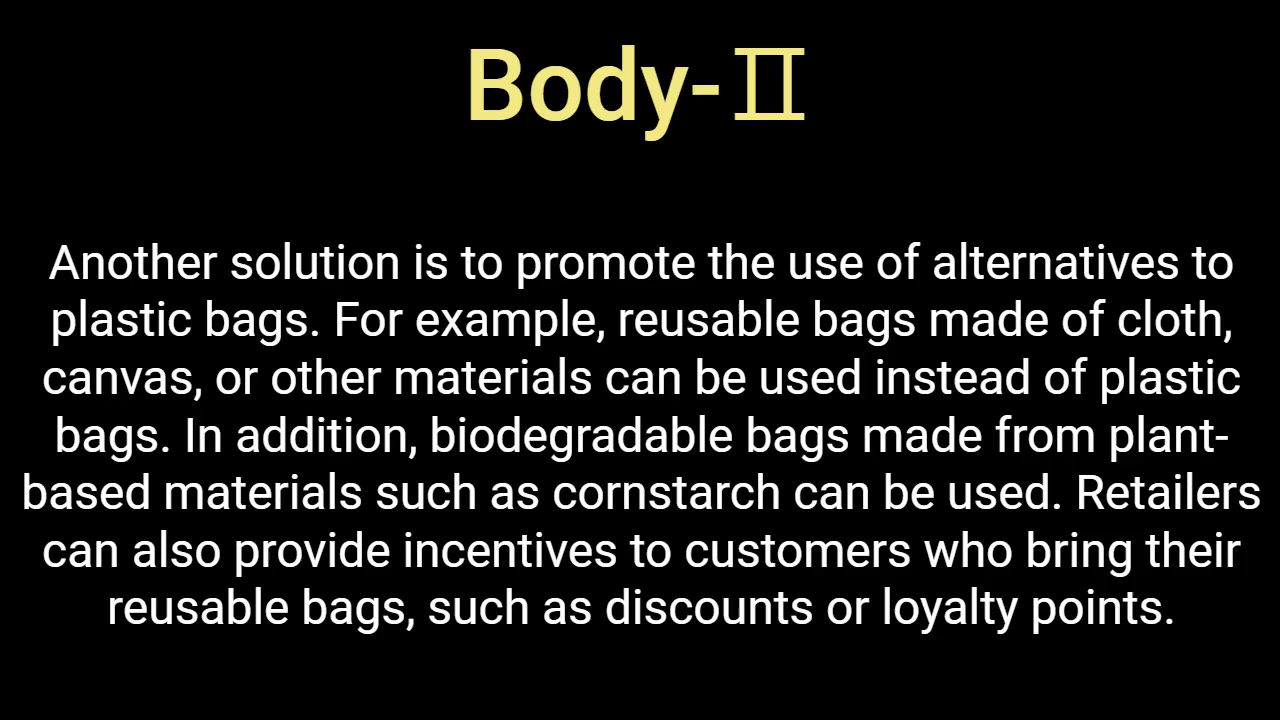 Body-II
Another solution is to promote the use of alternatives to
plastic bags. For example, reusable bags made of cloth,
canvas, or other materials can be used instead of plastic
bags. In addition, biodegradable bags made from plant-
based materials such as cornstarch can be used. Retailers
can also provide incentives to customers who bring their
reusable bags, such as discounts or loyalty points.